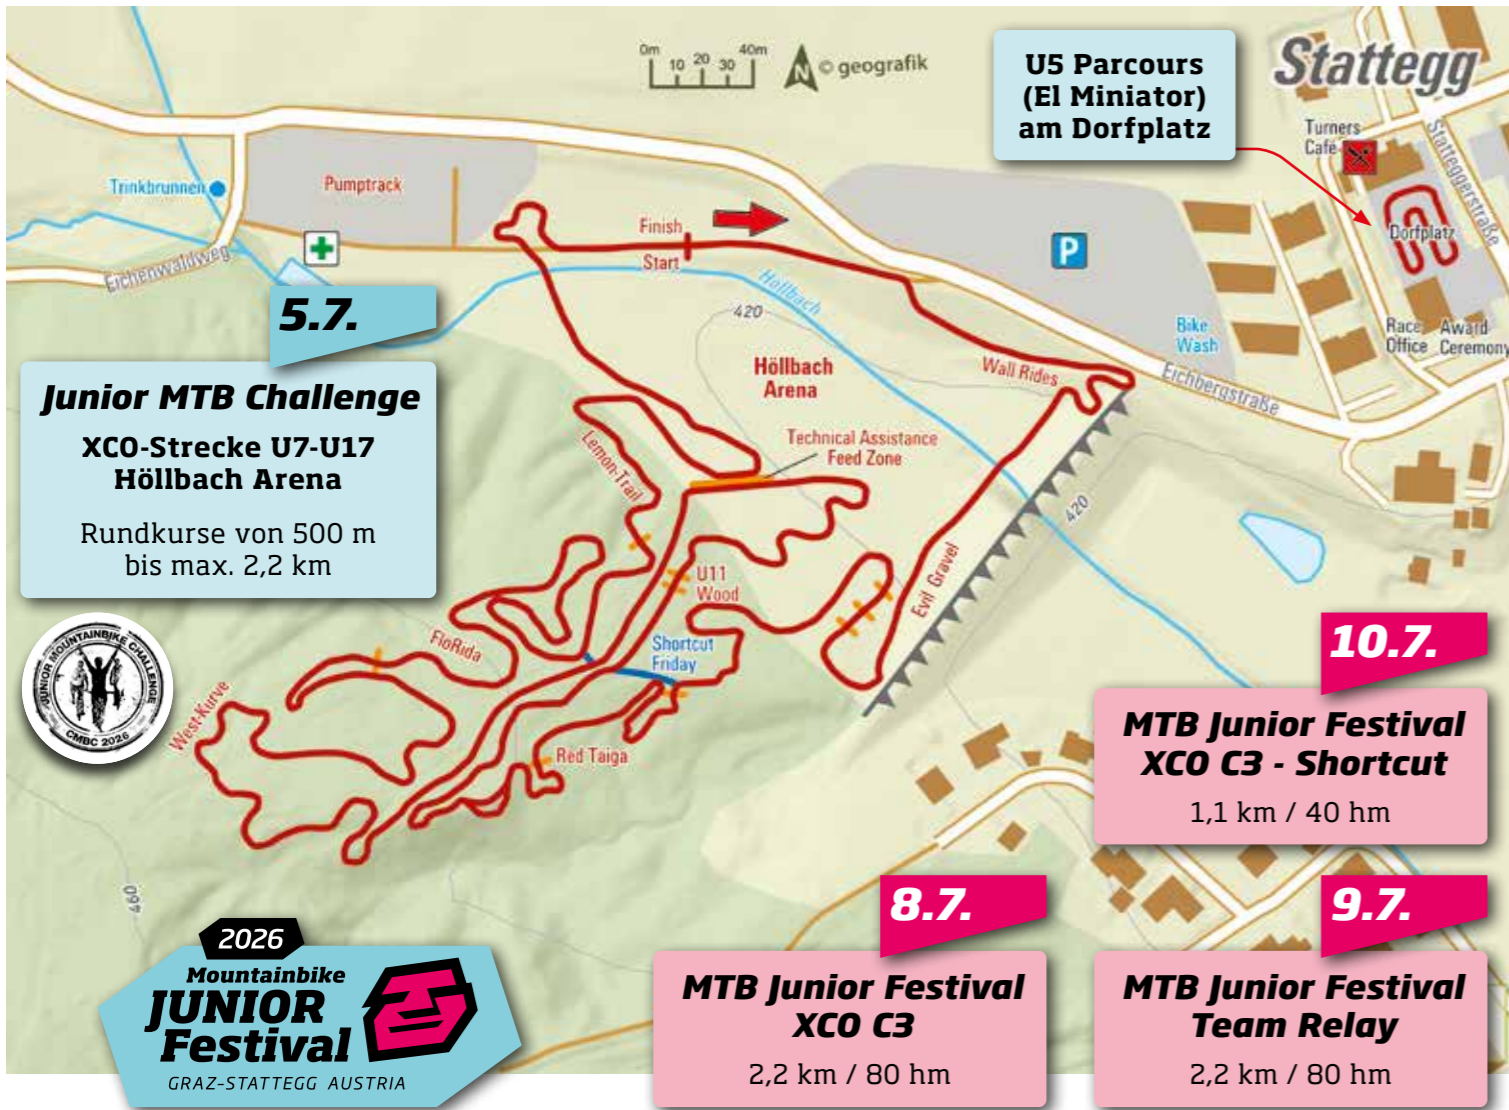 0m 10 20 30 40m
N © geografik
U5 Parcours
(El Miniator)
am Dorfplatz
Stattegg
Turners
Café
Statteggerstraße
Dorfplatz
Race
Office
Award
Ceremony
Trinkbrunnen
Pumptrack
Eichenwaldweg
Finish
Start
P
Höllbach
420
Bike
Wash
Eichbergstraße
Wall Rides
Höllbach
Arena
5.7.
Junior MTB Challenge
XCO-Strecke U7-U17
Höllbach Arena
Rundkurse von 500 m
bis max. 2,2 km
Technical Assistance
Feed Zone
Lemon-Trail
420
Evil Gravel
U11
Wood
Shortcut
Friday
FloRida
West-Kurve
Red Taiga
JUNIOR MOUNTAINBIKE CHALLENGE
CMBC 2026
460
10.7.
MTB Junior Festival
XCO C3 - Shortcut
1,1 km / 40 hm
8.7.
MTB Junior Festival
XCO C3
2,2 km / 80 hm
9.7.
MTB Junior Festival
Team Relay
2,2 km / 80 hm
2026
Mountainbike
JUNIOR
Festival
GRAZ-STATTEGG AUSTRIA